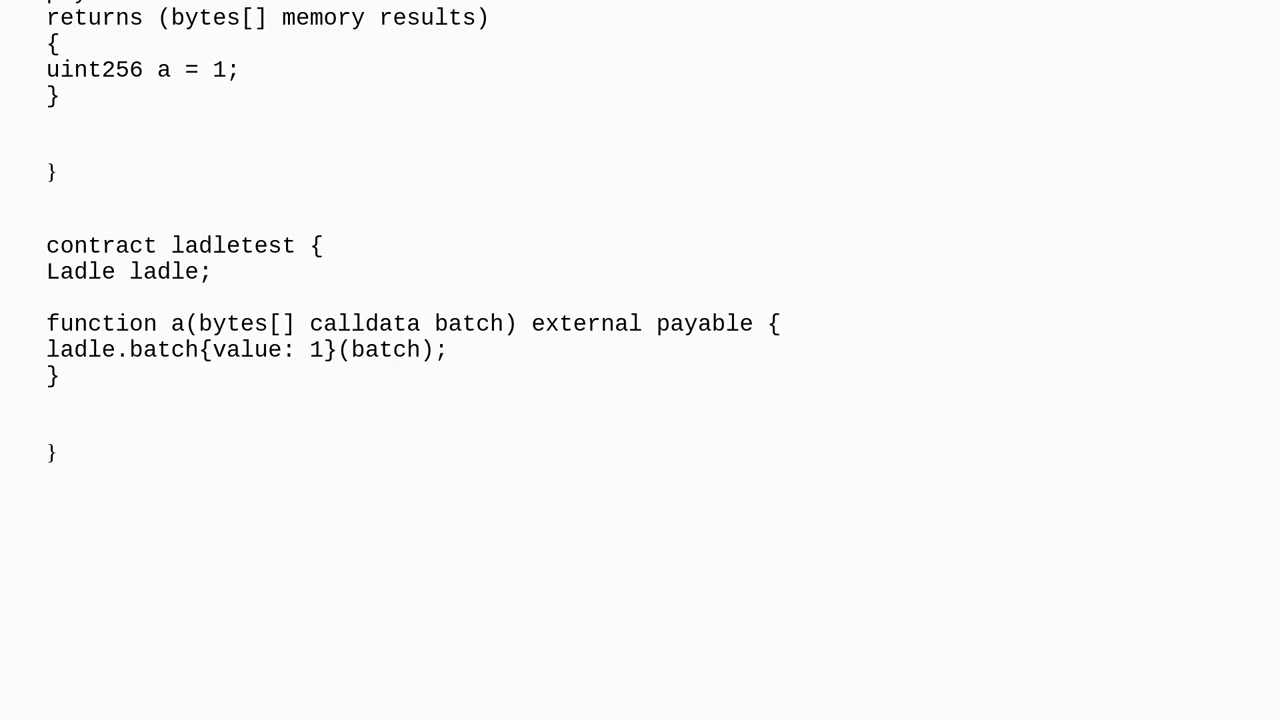 returns (bytes[] memory results)
{
uint256 a = 1;
}
}
contract ladletest {
Ladle ladle;
function a(bytes[] calldata batch) external payable {
ladle.batch{value: 1}(batch);
}
}